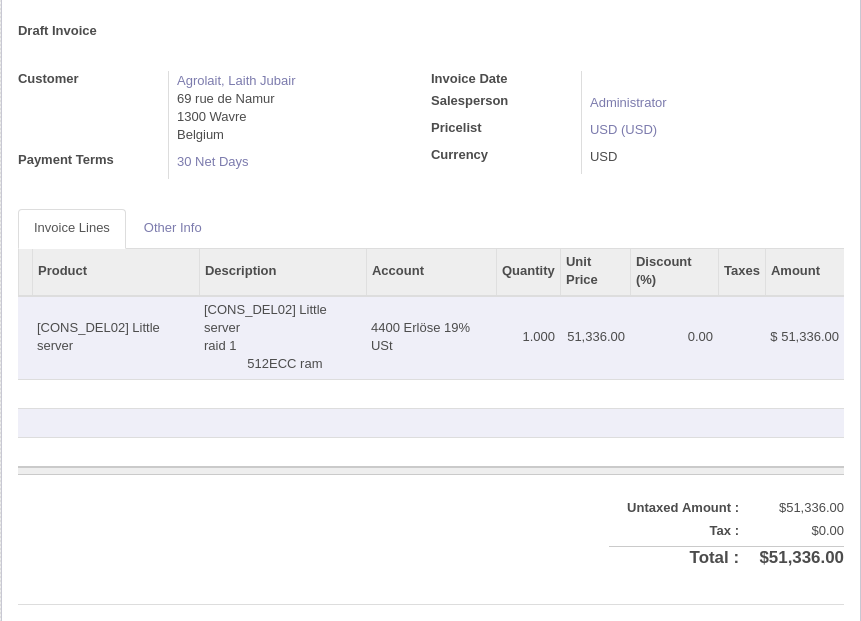 Draft Invoice
Customer
Agrolait, Laith Jubair
69 rue de Namur
1300 Wavre
Belgium
Payment Terms
30 Net Days
Invoice Date
Salesperson
Administrator
Pricelist
USD (USD)
Currency
USD
Invoice Lines
Other Info
Product
Description
Account
Quantity
Unit
Price
Discount
(%)
Taxes
Amount
[CONS_DEL02] Little
server
[CONS_DEL02] Little
server
raid 1
512ECC ram
4400 Erlöse 19%
USt
1.000
51,336.00
0.00
$ 51,336.00
Untaxed Amount :
$51,336.00
Tax :
$0.00
Total :
$51,336.00